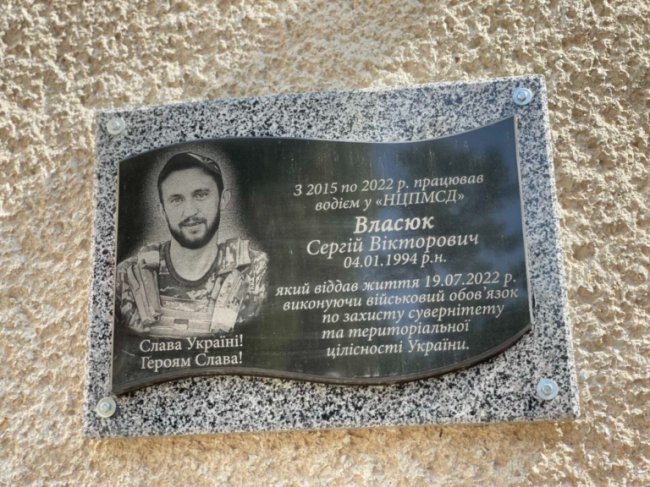 З 2015 по 2022 р. працював
водієм у «НЦПМСД»
Власюк
Сергій Вікторович
04.01.1994 р.н.
який віддав життя 19.07.2022 р.
виконуючи військовий обов'язок
по захисту сувернітету
та територіальної
цілісності України.
Слава Україні!
Героям Слава!